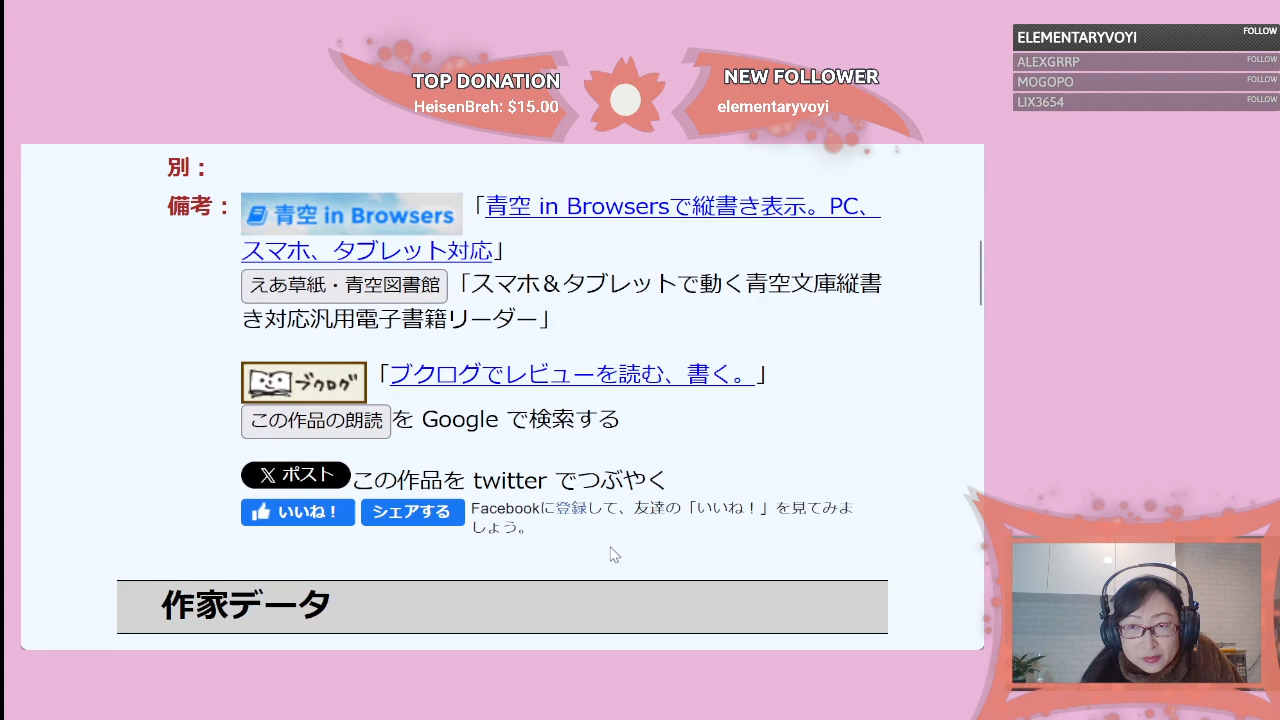 TOP DONATION
HeisenBreh: $15.00
NEW FOLLOWER
elementaryvoyi
ELEMENTARYVOYI FOLLOW
ALEXGRRP FOLLOW
MOGOPO FOLLOW
LIX3654 FOLLOW
別：
備考： 青空 in Browsers 「青空 in Browsersで縦書き表示。PC、
スマホ、タブレット対応」
えあ草紙・青空図書館 「スマホ＆タブレットで動く青空文庫縦書
き対応汎用電子書籍リーダー」
ブクログ 「ブクログでレビューを読む、書く。」
この作品の朗読 を Google で検索する
X ポスト この作品を twitter でつぶやく
いいね！ シェアする Facebookに登録して、友達の「いいね！」を見てみま
しょう。
作家データ